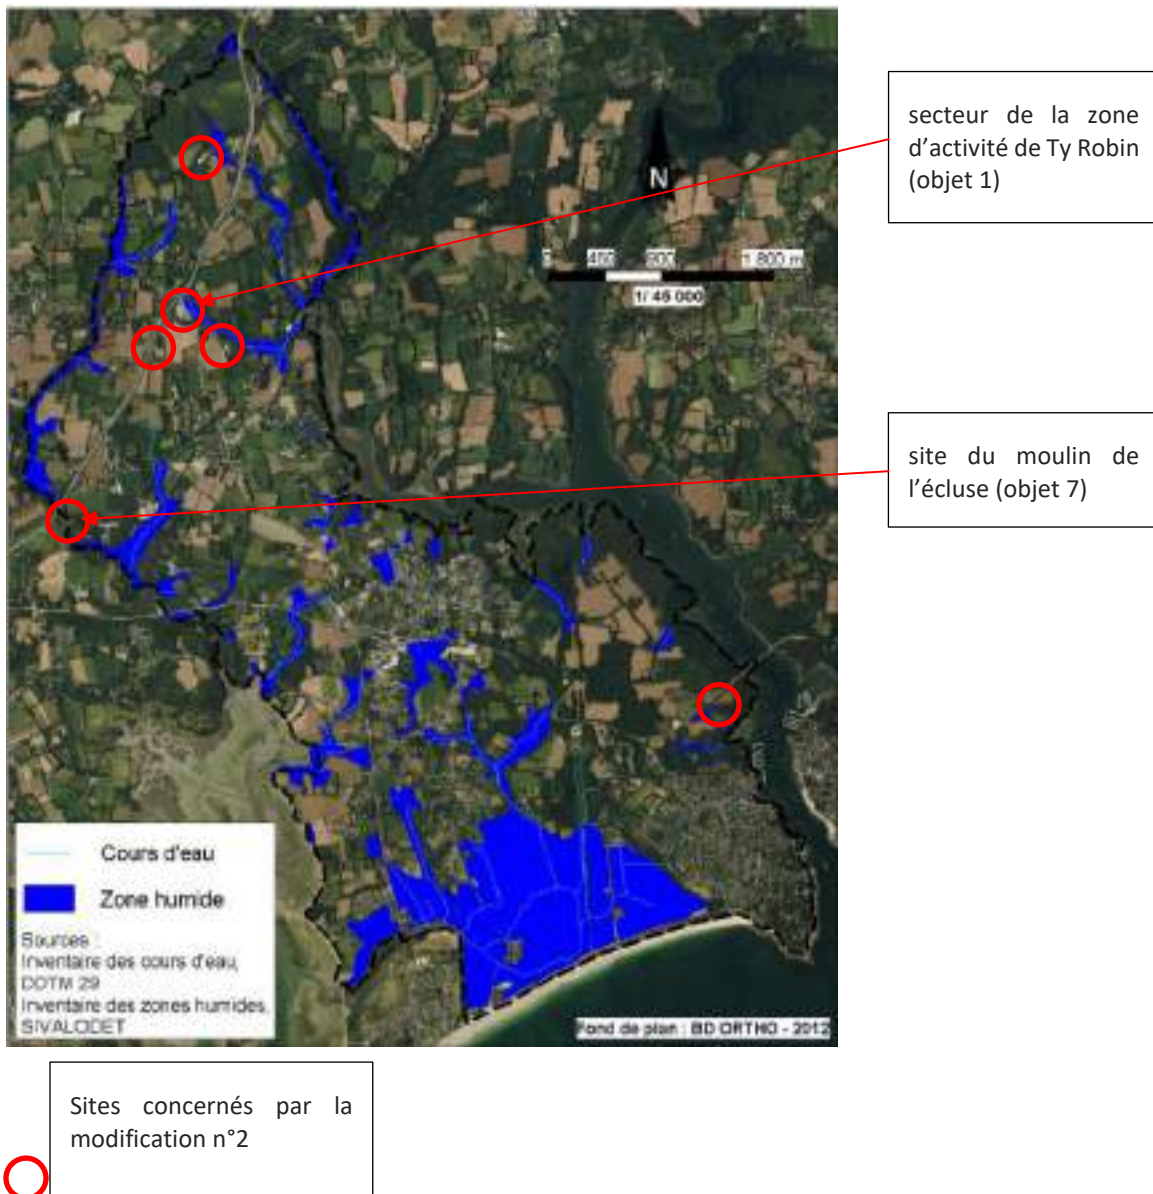 secteur de la zone
d'activité de Ty Robin
(objet 1)
N
0 450 900 1 800 m
1/ 45 000
site du moulin de
l'écluse (objet 7)
Cours d'eau
Zone humide
Sources :
Inventaire des cours d'eau,
DDTM 29
Inventaire des zones humides,
SIVALODET
Fond de plan : BD ORTHO - 2012
Sites concernés par la
modification n°2